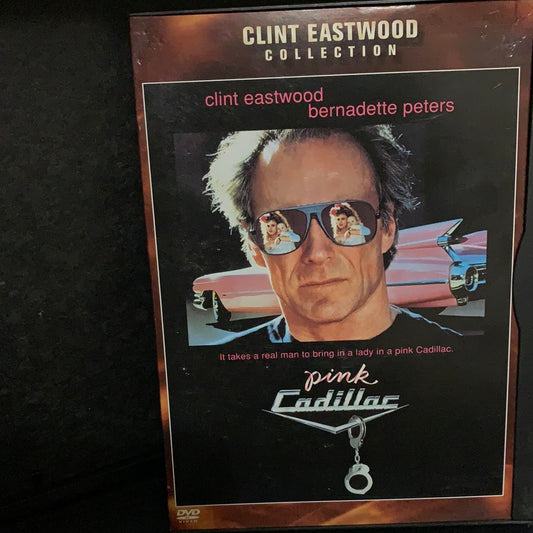 CLINT EASTWOOD
COLLECTION
clint eastwood
bernadette peters
It takes a real man to bring in a lady in a pink Cadillac.
pink
Cadillac
DVD
VIDEO